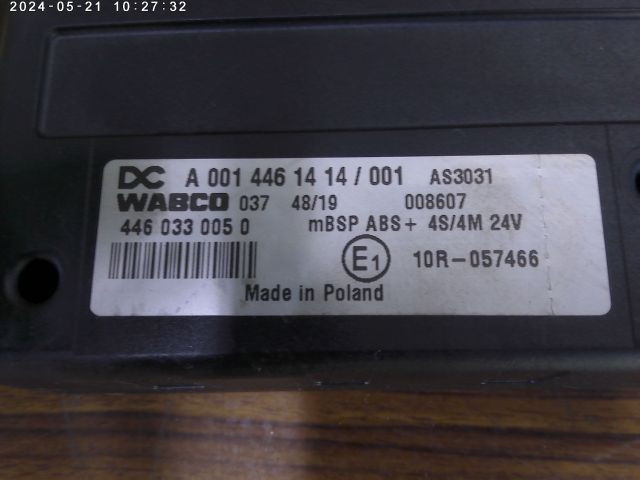 2024-05-21 10:27:32
DC A 001 446 14 14 / 001 AS3031
WABCO 037 48/19 008607
446 033 005 0 mBSP ABS+ 4S/4M 24V
E1 10R-057466
Made in Poland